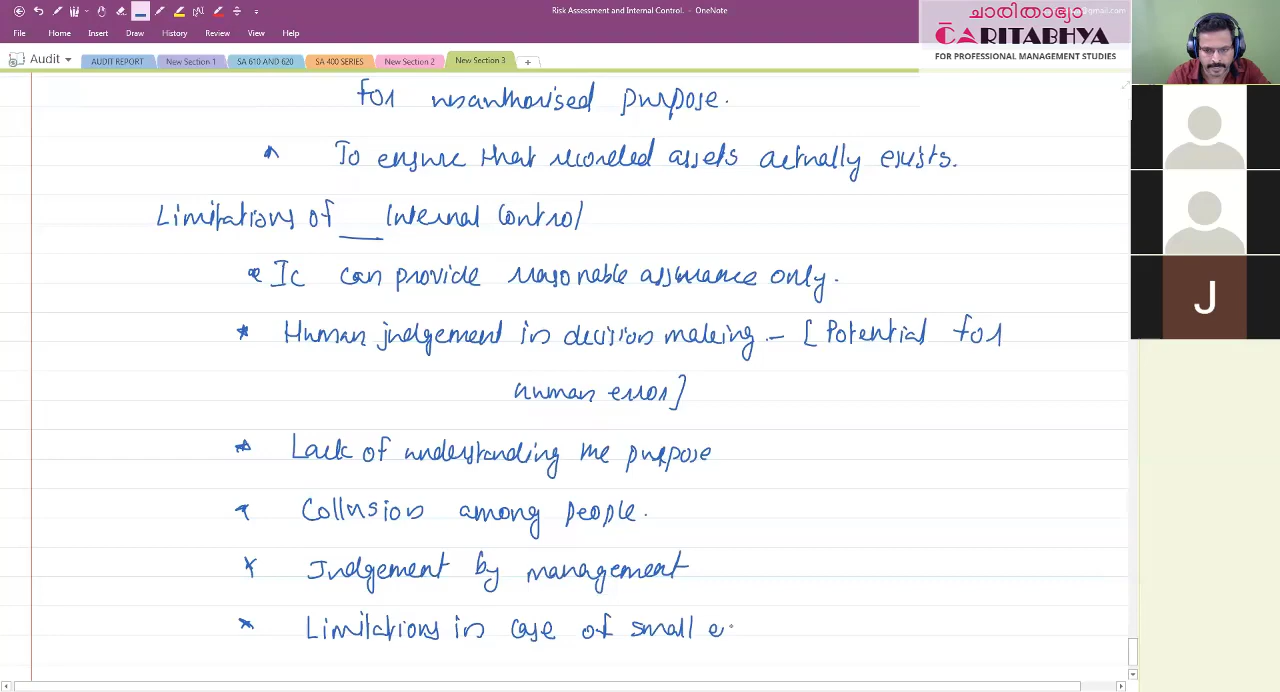 Risk Assessment and Internal Control. - OneNote
@gmail.com
File Home Insert Draw History Review View Help
ചാരിതാഭ്യാ
CARITABHYA
FOR PROFESSIONAL MANAGEMENT STUDIES
Audit
AUDIT REPORT New Section 1 SA 610 AND 620 SA 400 SERIES New Section 2 New Section 3 +
for unauthorised purpose.
To ensure that recorded assets actually exists.
Limitations of __ Internal Control
* IC can provide reasonable assurance only.
* Human judgement in decision making - [Potential for
human error]
* Lack of understanding the purpose
* Collusion among people.
* Judgement by management
* Limitations in case of small e
J